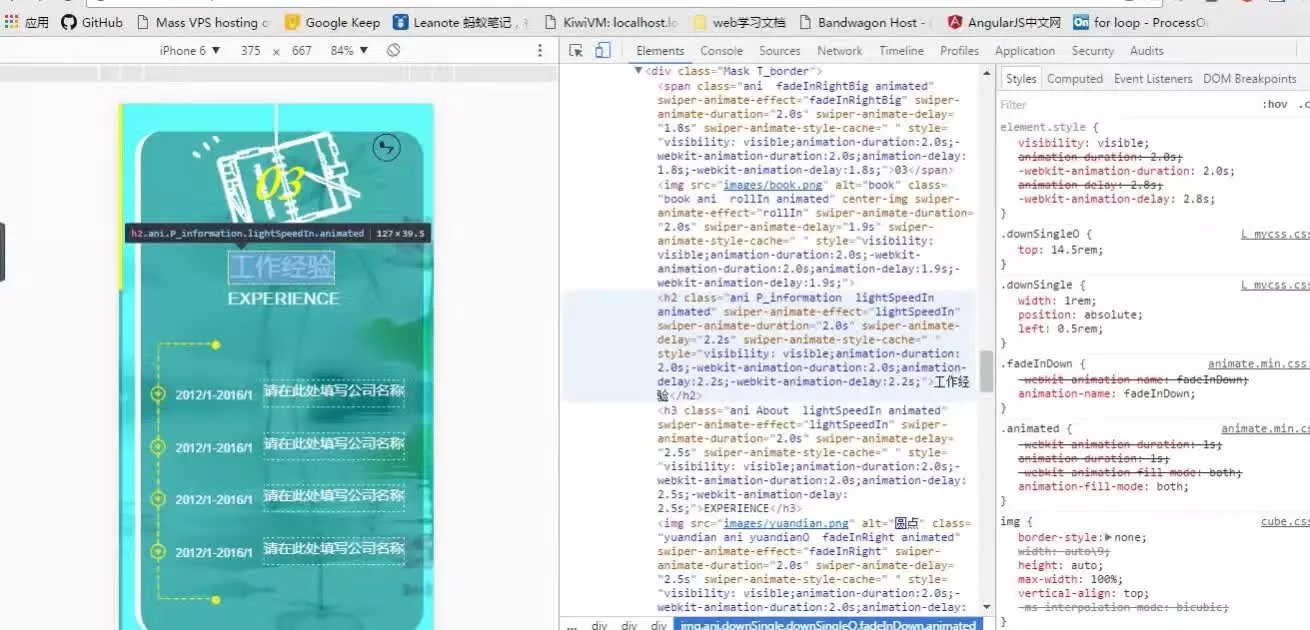 应用 GitHub Mass VPS hosting Google Keep Leanote 蚂蚁笔记, KiwiVM: localhost.lo web学习文档 Bandwagon Host - AngularJS中文网 for loop - Process
iPhone 6 ▼ 375 × 667 84% ▼
Elements Console Sources Network Timeline Profiles Application Security Audits
03
h2.ani.P_information.lightSpeedIn.animated | 127×39.5
工作经验
EXPERIENCE
2012/1-2016/1 请在此处填写公司名称
2012/1-2016/1 请在此处填写公司名称
2012/1-2016/1 请在此处填写公司名称
2012/1-2016/1 请在此处填写公司名称
▼<div class="Mask T_border">
<span class="ani  fadeInRightBig animated"
swiper-animate-effect="fadeInRightBig" swiper-
animate-duration="2.0s" swiper-animate-delay=
"1.8s" swiper-animate-style-cache=" " style=
"visibility: visible;animation-duration:2.0s;-
webkit-animation-duration:2.0s;animation-delay:
1.8s;-webkit-animation-delay:1.8s;">03</span>
<img src="images/book.png" alt="book" class=
"book ani  rollIn animated" center-img swiper-
animate-effect="rollIn" swiper-animate-duration=
"2.0s" swiper-animate-delay="1.9s" swiper-
animate-style-cache=" " style="visibility:
visible;animation-duration:2.0s;-webkit-
animation-duration:2.0s;animation-delay:1.9s;-
webkit-animation-delay:1.9s;">
<h2 class="ani P_information  lightSpeedIn
animated" swiper-animate-effect="lightSpeedIn"
swiper-animate-duration="2.0s" swiper-animate-
delay="2.2s" swiper-animate-style-cache=" "
style="visibility: visible;animation-duration:
2.0s;-webkit-animation-duration:2.0s;animation-
delay:2.2s;-webkit-animation-delay:2.2s;">工作经
验</h2>
<h3 class="ani About  lightSpeedIn animated"
swiper-animate-effect="lightSpeedIn" swiper-
animate-duration="2.0s" swiper-animate-delay=
"2.5s" swiper-animate-style-cache=" " style=
"visibility: visible;animation-duration:2.0s;-
webkit-animation-duration:2.0s;animation-delay:
2.5s;-webkit-animation-delay:
2.5s;">EXPERIENCE</h3>
<img src="images/yuandian.png" alt="圆点" class=
"yuandian ani yuandianO  fadeInRight animated"
swiper-animate-effect="fadeInRight" swiper-
animate-duration="2.0s" swiper-animate-delay=
"2.5s" swiper-animate-style-cache=" " style=
"visibility: visible;animation-duration:2.0s;-
webkit-animation-duration:2.0s;animation-delay:
... div div div img.ani.downSingle.downSingleO.fadeInDown.animated
Styles Computed Event Listeners DOM Breakpoints
Filter :hov .c
element.style {
visibility: visible;
animation-duration: 2.0s;
-webkit-animation-duration: 2.0s;
animation-delay: 2.8s;
-webkit-animation-delay: 2.8s;
}
.downSingleO { L_mycss.css
top: 14.5rem;
}
.downSingle { L_mycss.css
width: 1rem;
position: absolute;
left: 0.5rem;
}
.fadeInDown { animate.min.css:
-webkit-animation-name: fadeInDown;
animation-name: fadeInDown;
}
.animated { animate.min.css
-webkit-animation-duration: 1s;
animation-duration: 1s;
-webkit-animation-fill-mode: both;
animation-fill-mode: both;
}
img { cube.css
border-style:▶none;
width: auto\9;
height: auto;
max-width: 100%;
vertical-align: top;
-ms-interpolation-mode: bicubic;
}